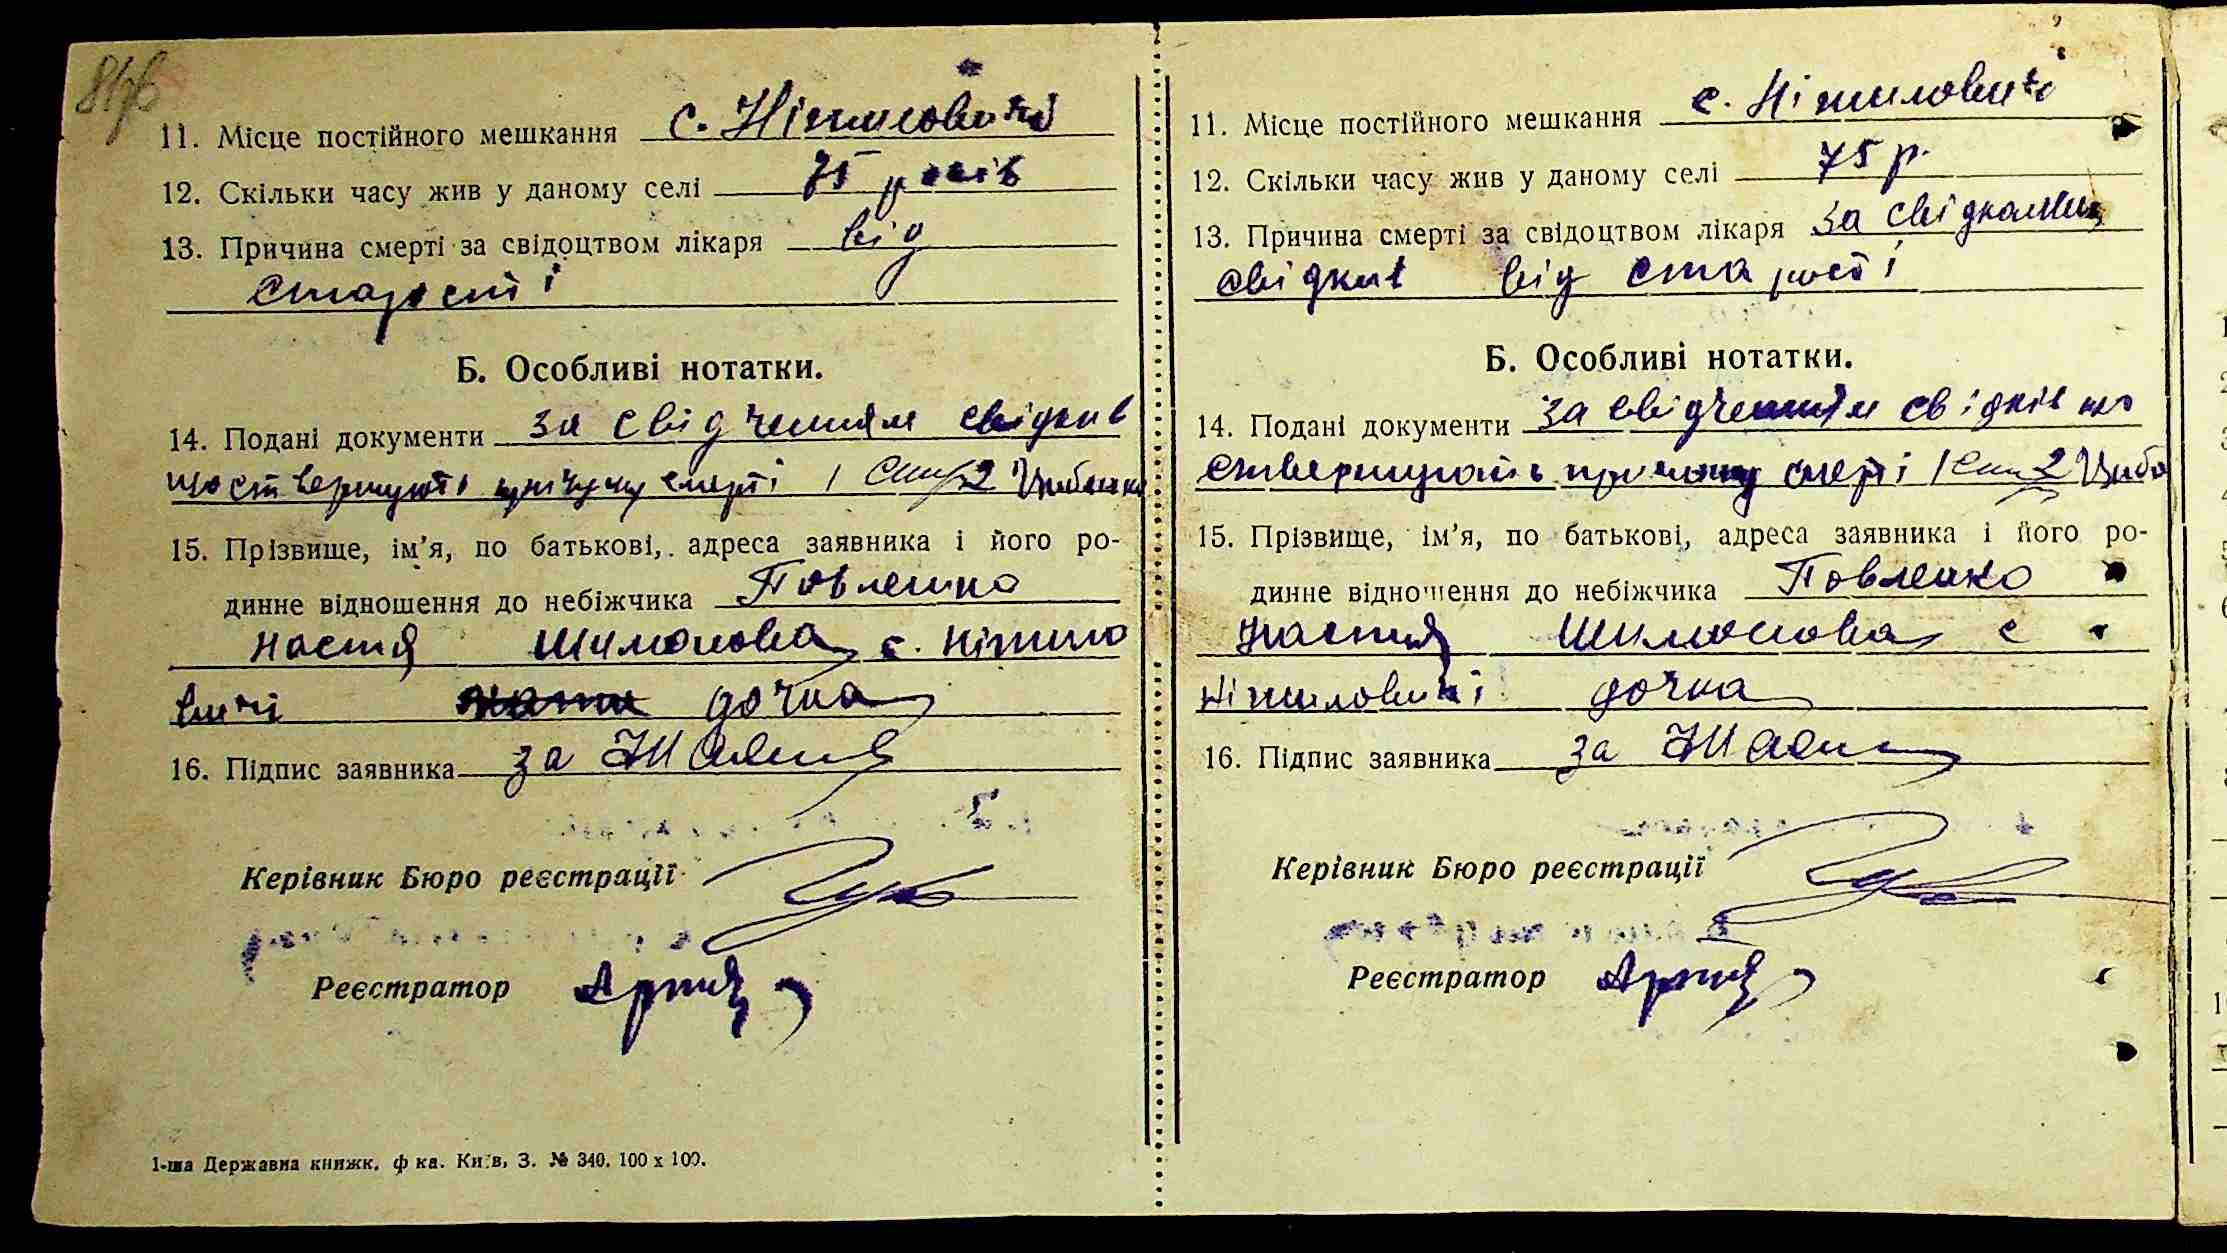 11. Місце постійного мешкання с. Ніжиловичі
12. Скільки часу жив у даному селі 75 років
13. Причина смерті за свідоцтвом лікаря від
старості
Б. Особливі нотатки.
14. Подані документи за свідченням свідків
що ствержують причину смерті /
15. Прізвище, ім’я, по батькові, адреса заявника і його ро-
динне відношення до небіжчика Повленко
Настя Шимонова с. Ніжило
вичі дочка
16. Підпис заявника за
Керівник Бюро реєстрації
Реєстратор
1-ша Державна книжк. ф ка. Київ, З. № 340. 100 х 100.
11. Місце постійного мешкання с. Ніжиловичі
12. Скільки часу жив у даному селі 75 р.
13. Причина смерті за свідоцтвом лікаря за
свідків від старості
Б. Особливі нотатки.
14. Подані документи за свідченням свідків що
ствержують причину смерті /
15. Прізвище, ім’я, по батькові, адреса заявника і його ро-
динне відношення до небіжчика Повленко
Настя Шимонова с
Ніжиловичі дочка
16. Підпис заявника за
Керівник Бюро реєстрації
Реєстратор